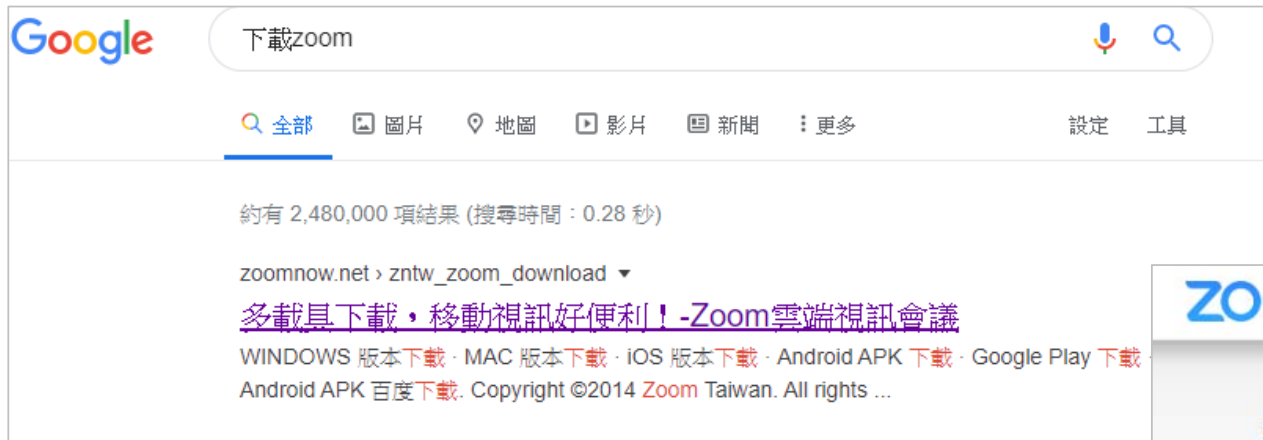 Google
下載zoom
全部 圖片 地圖 影片 新聞 更多 設定 工具
約有 2,480,000 項結果 (搜尋時間：0.28 秒)
zoomnow.net › zntw_zoom_download
多載具下載，移動視訊好便利！-Zoom雲端視訊會議
WINDOWS 版本下載 · MAC 版本下載 · iOS 版本下載 · Android APK 下載 · Google Play 下載 ·
Android APK 百度下載. Copyright ©2014 Zoom Taiwan. All rights ...
ZO